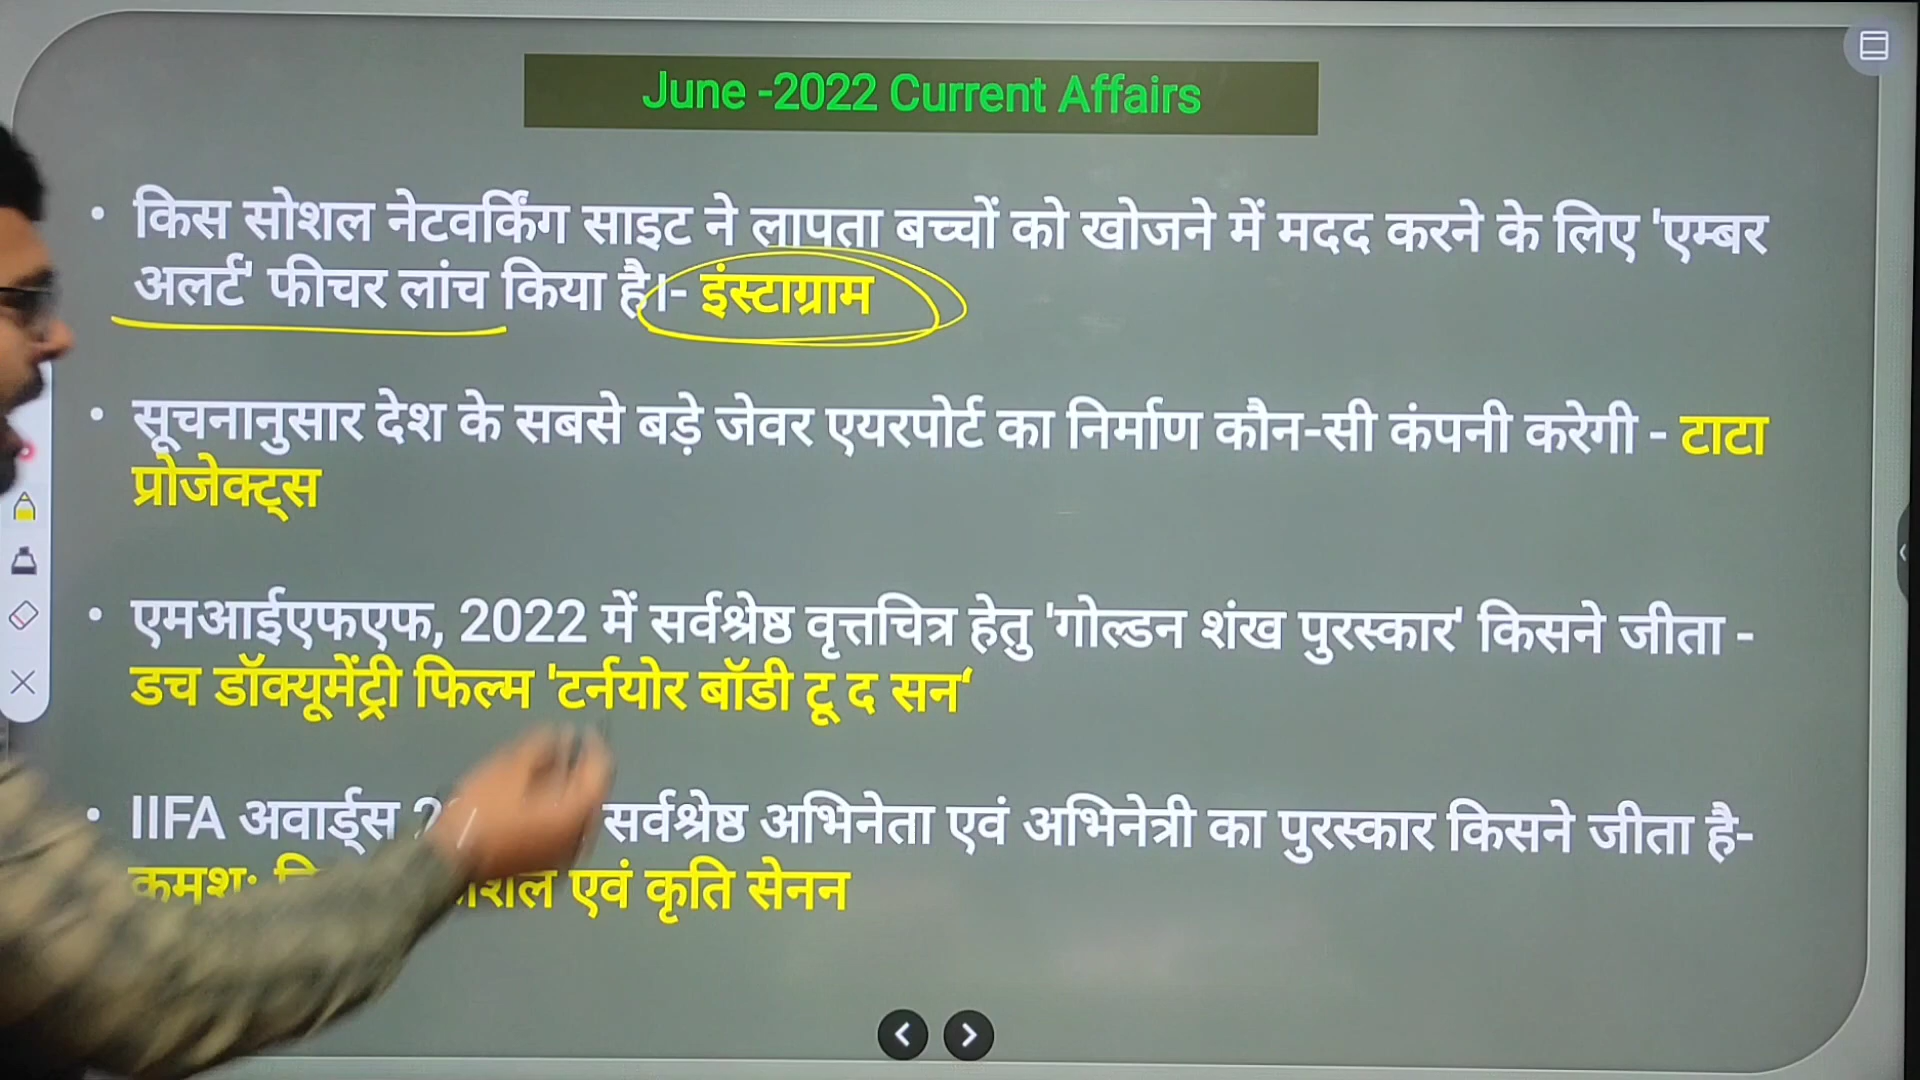 June -2022 Current Affairs
• किस सोशल नेटवर्किंग साइट ने लापता बच्चों को खोजने में मदद करने के लिए 'एम्बर
अलर्ट' फीचर लांच किया है।- इंस्टाग्राम
• सूचनानुसार देश के सबसे बड़े जेवर एयरपोर्ट का निर्माण कौन-सी कंपनी करेगी - टाटा
प्रोजेक्ट्स
• एमआईएफएफ, 2022 में सर्वश्रेष्ठ वृत्तचित्र हेतु 'गोल्डन शंख पुरस्कार' किसने जीता -
डच डॉक्यूमेंट्री फिल्म 'टर्नयोर बॉडी टू द सन‘
• IIFA अवार्ड्स सर्वश्रेष्ठ अभिनेता एवं अभिनेत्री का पुरस्कार किसने जीता है-
एवं कृति सेनन